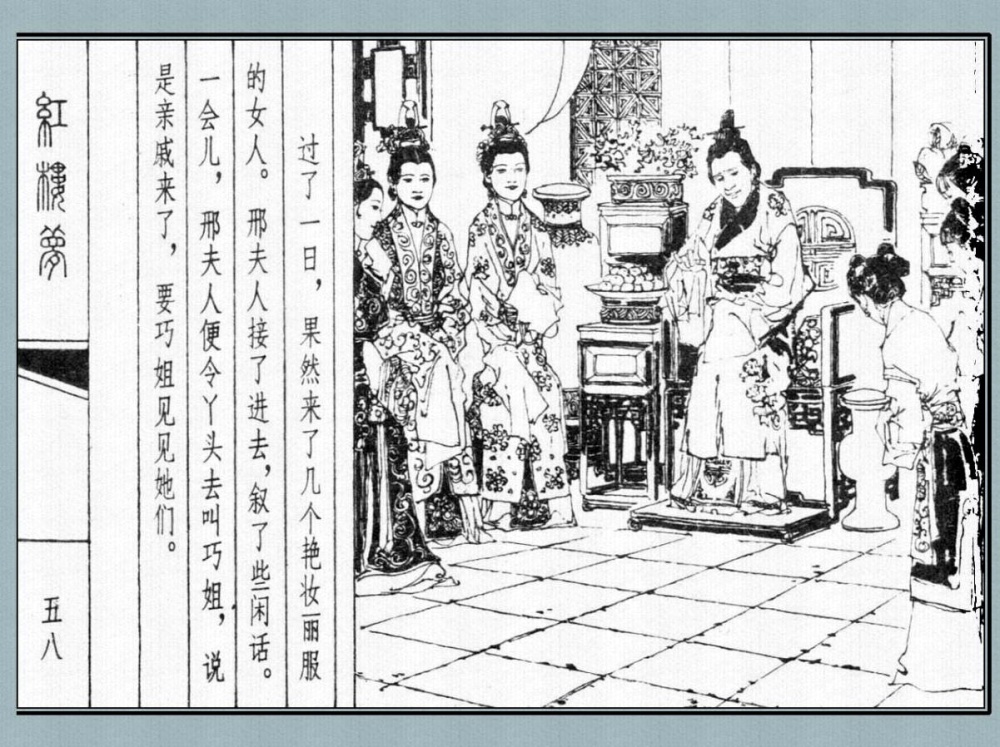 过了一日，果然来了几个艳妆丽服
的女人。邢夫人接了进去，叙了些闲话。
一会儿，邢夫人便令丫头去叫巧姐，说
是亲戚来了，要巧姐见见她们。
紅樓夢
五八